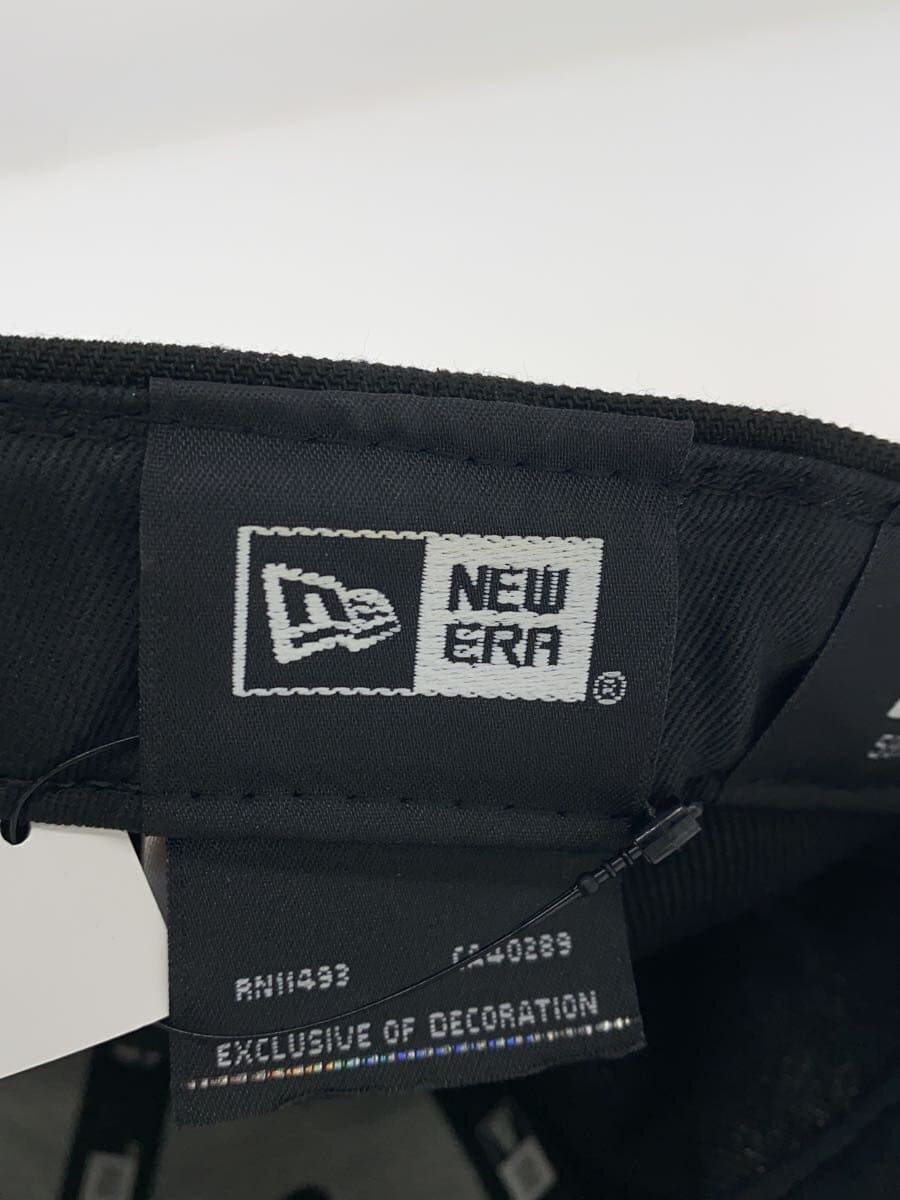 NEW
ERA
®
RN11493 CA40289
EXCLUSIVE OF DECORATION